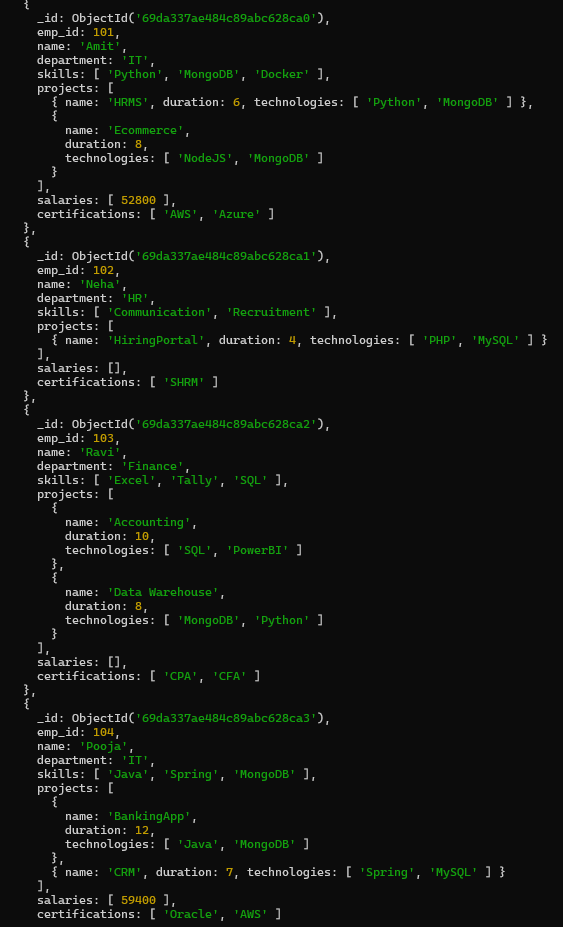 {
_id: ObjectId('69da337ae484c89abc628ca0'),
emp_id: 101,
name: 'Amit',
department: 'IT',
skills: [ 'Python', 'MongoDB', 'Docker' ],
projects: [
{ name: 'HRMS', duration: 6, technologies: [ 'Python', 'MongoDB' ] },
{
name: 'Ecommerce',
duration: 8,
technologies: [ 'NodeJS', 'MongoDB' ]
}
],
salaries: [ 52800 ],
certifications: [ 'AWS', 'Azure' ]
},
{
_id: ObjectId('69da337ae484c89abc628ca1'),
emp_id: 102,
name: 'Neha',
department: 'HR',
skills: [ 'Communication', 'Recruitment' ],
projects: [
{ name: 'HiringPortal', duration: 4, technologies: [ 'PHP', 'MySQL' ] }
],
salaries: [],
certifications: [ 'SHRM' ]
},
{
_id: ObjectId('69da337ae484c89abc628ca2'),
emp_id: 103,
name: 'Ravi',
department: 'Finance',
skills: [ 'Excel', 'Tally', 'SQL' ],
projects: [
{
name: 'Accounting',
duration: 10,
technologies: [ 'SQL', 'PowerBI' ]
},
{
name: 'Data Warehouse',
duration: 8,
technologies: [ 'MongoDB', 'Python' ]
}
],
salaries: [],
certifications: [ 'CPA', 'CFA' ]
},
{
_id: ObjectId('69da337ae484c89abc628ca3'),
emp_id: 104,
name: 'Pooja',
department: 'IT',
skills: [ 'Java', 'Spring', 'MongoDB' ],
projects: [
{
name: 'BankingApp',
duration: 12,
technologies: [ 'Java', 'MongoDB' ]
},
{ name: 'CRM', duration: 7, technologies: [ 'Spring', 'MySQL' ] }
],
salaries: [ 59400 ],
certifications: [ 'Oracle', 'AWS' ]